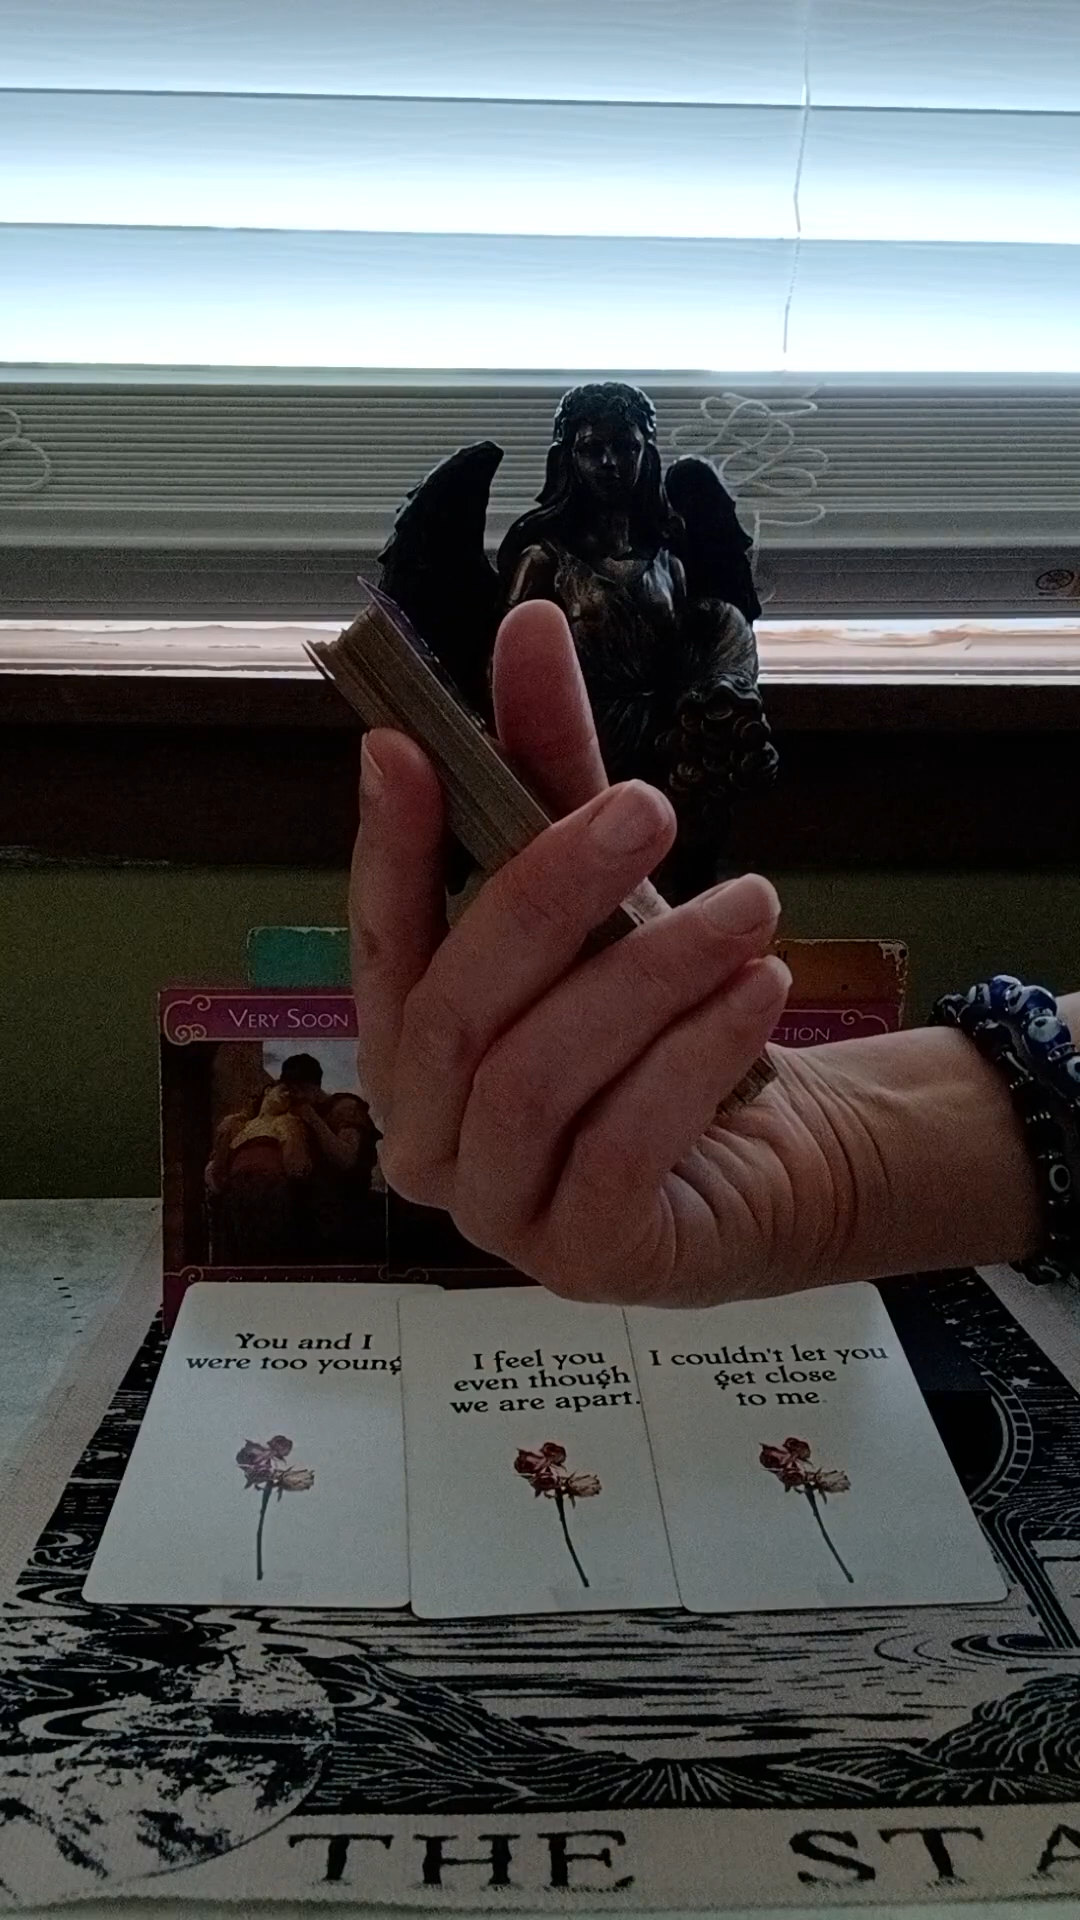 VERY SOON
CTION
You and I
were too young
I feel you
even though
we are apart.
I couldn't let you
get close
to me.
THE STA